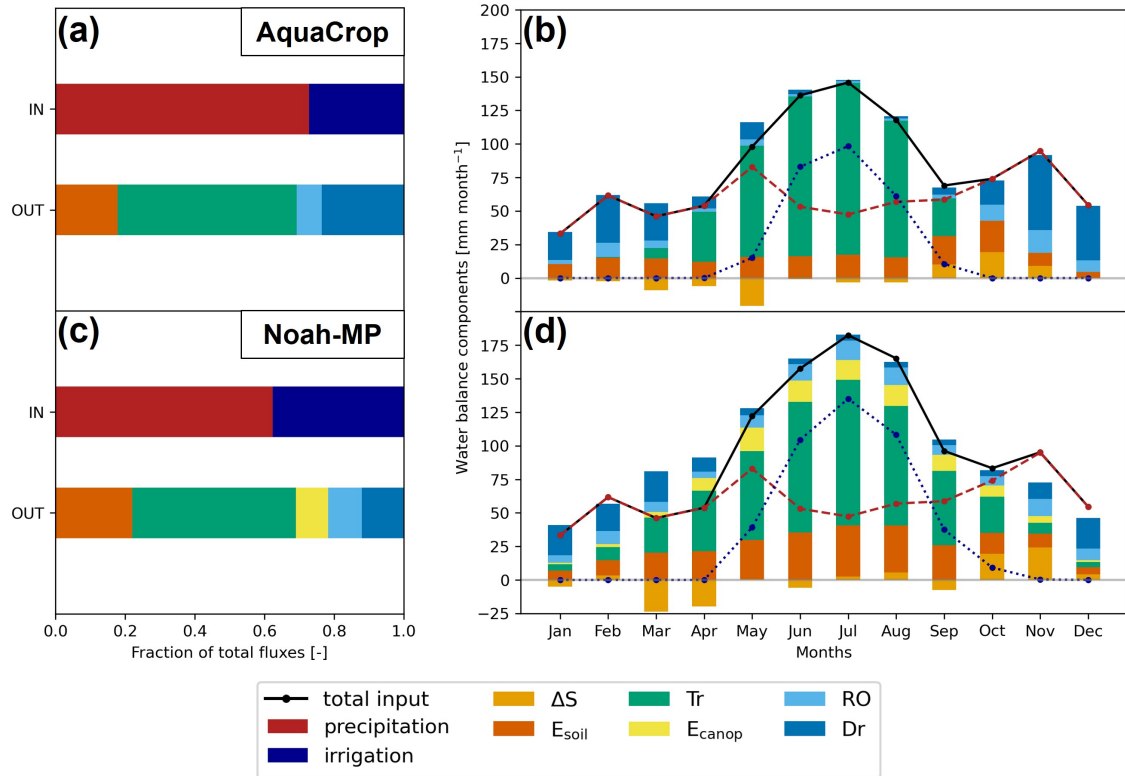 (a)
AquaCrop
IN
OUT
(c)
Noah-MP
IN
OUT
0.0 0.2 0.4 0.6 0.8 1.0
Fraction of total fluxes [-]
(b)
200
175
150
125
100
75
50
25
0
(d)
175
150
125
100
75
50
25
0
−25
Water balance components [mm month⁻¹]
Jan Feb Mar Apr May Jun Jul Aug Sep Oct Nov Dec
Months
total input ΔS Tr RO
precipitation E_soil E_canop Dr
irrigation